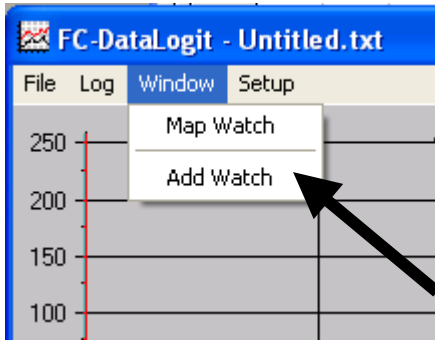 FC-DataLogit - Untitled.txt
File Log Window Setup
Map Watch
Add Watch
250
200
150
100